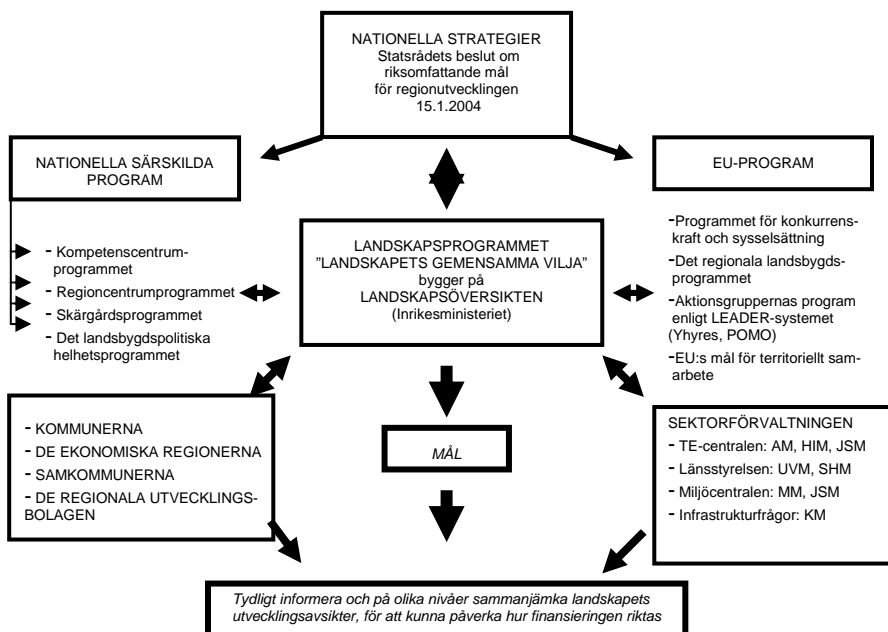 NATIONELLA STRATEGIER
Statsrådets beslut om
riksomfattande mål
för regionutvecklingen
15.1.2004
NATIONELLA SÄRSKILDA
PROGRAM
EU-PROGRAM
- Kompetenscentrum-
programmet
- Regioncentrumprogrammet
- Skärgårdsprogrammet
- Det landsbygdspolitiska
helhetsprogrammet
LANDSKAPSPROGRAMMET
"LANDSKAPETS GEMENSAMMA VILJA"
bygger på
LANDSKAPSÖVERSIKTEN
(Inrikesministeriet)
-Programmet för konkurrens-
kraft och sysselsättning
-Det regionala landsbygds-
programmet
-Aktionsgruppernas program
enligt LEADER-systemet
(Yhyres, POMO)
-EU:s mål för territoriellt sam-
arbete
- KOMMUNERNA
- DE EKONOMISKA REGIONERNA
- SAMKOMMUNERNA
- DE REGIONALA UTVECKLINGS-
BOLAGEN
MÅL
SEKTORFÖRVALTNINGEN
- TE-centralen: AM, HIM, JSM
- Länsstyrelsen: UVM, SHM
- Miljöcentralen: MM, JSM
- Infrastrukturfrågor: KM
Tydligt informera och på olika nivåer sammanjämka landskapets
utvecklingsavsikter, för att kunna påverka hur finansieringen riktas